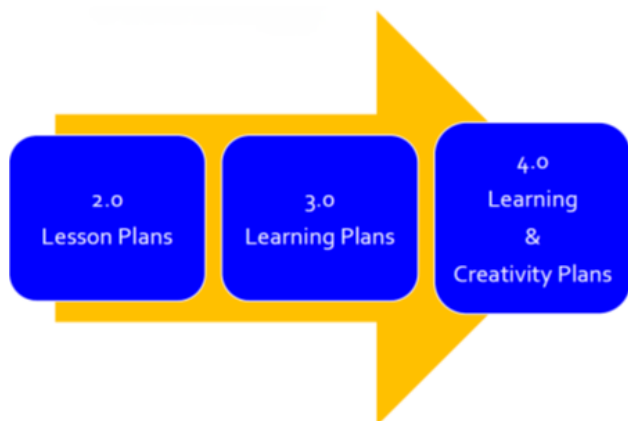 2.0
Lesson Plans
3.0
Learning Plans
4.0
Learning
&
Creativity Plans